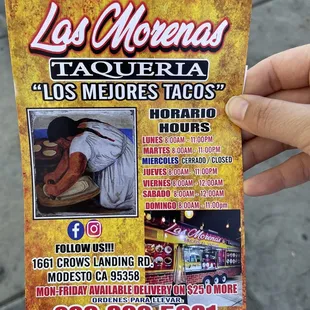 Las Morenas
TAQUERIA
"LOS MEJORES TACOS"
HORARIO
HOURS
LUNES 8:00AM - 11:00PM
MARTES 8:00AM - 11:00PM
MIERCOLES CERRADO / CLOSED
JUEVES 8:00AM - 11:00PM
VIERNES 8:00AM - 12:00AM
SABADO 8:00AM - 12:00AM
DOMINGO 8:00AM - 11:00pm
Las Morenas
FOLLOW US!!!
1661 CROWS LANDING RD.
MODESTO CA 95358
MON-FRIDAY AVAILABLE DELIVERY ON $25 O MORE
ORDENES PARA LLEVAR